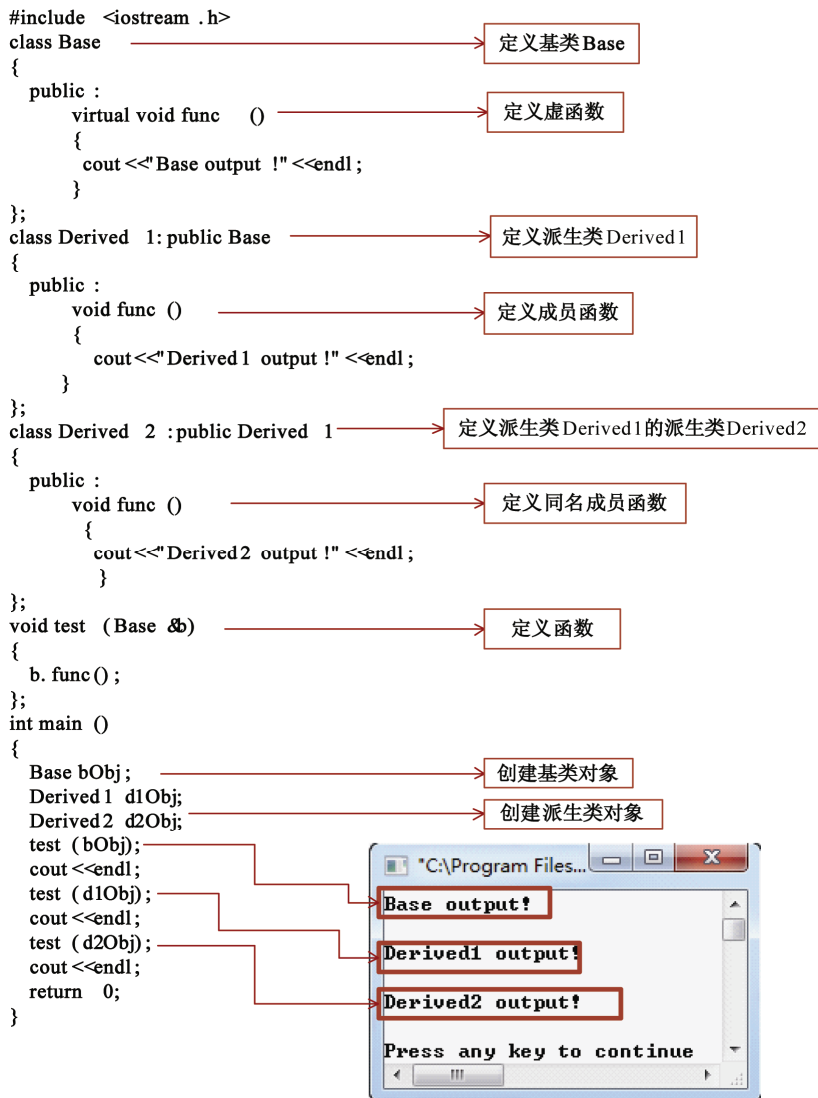 #include <iostream .h>
class Base
定义基类Base
{
public :
virtual void func ()
定义虚函数
{
cout <<"Base output !" <<endl ;
}
};
class Derived 1: public Base
定义派生类Derived1
{
public :
void func ()
定义成员函数
{
cout<<"Derived1 output !" <<endl ;
}
};
class Derived 2 :public Derived 1
定义派生类Derived1的派生类Derived2
{
public :
void func ()
定义同名成员函数
{
cout<<"Derived2 output !" <<endl ;
}
};
void test (Base &b)
定义函数
{
b. func() ;
};
int main ()
{
Base bObj ;
创建基类对象
Derived1 d1Obj;
Derived2 d2Obj;
创建派生类对象
test ( bObj);
cout <<endl;
test ( d1Obj) ;
cout <<endl;
test ( d2Obj) ;
cout <<endl;
return 0;
}
"C:\Program Files...
Base output!
Derived1 output!
Derived2 output!
Press any key to continue